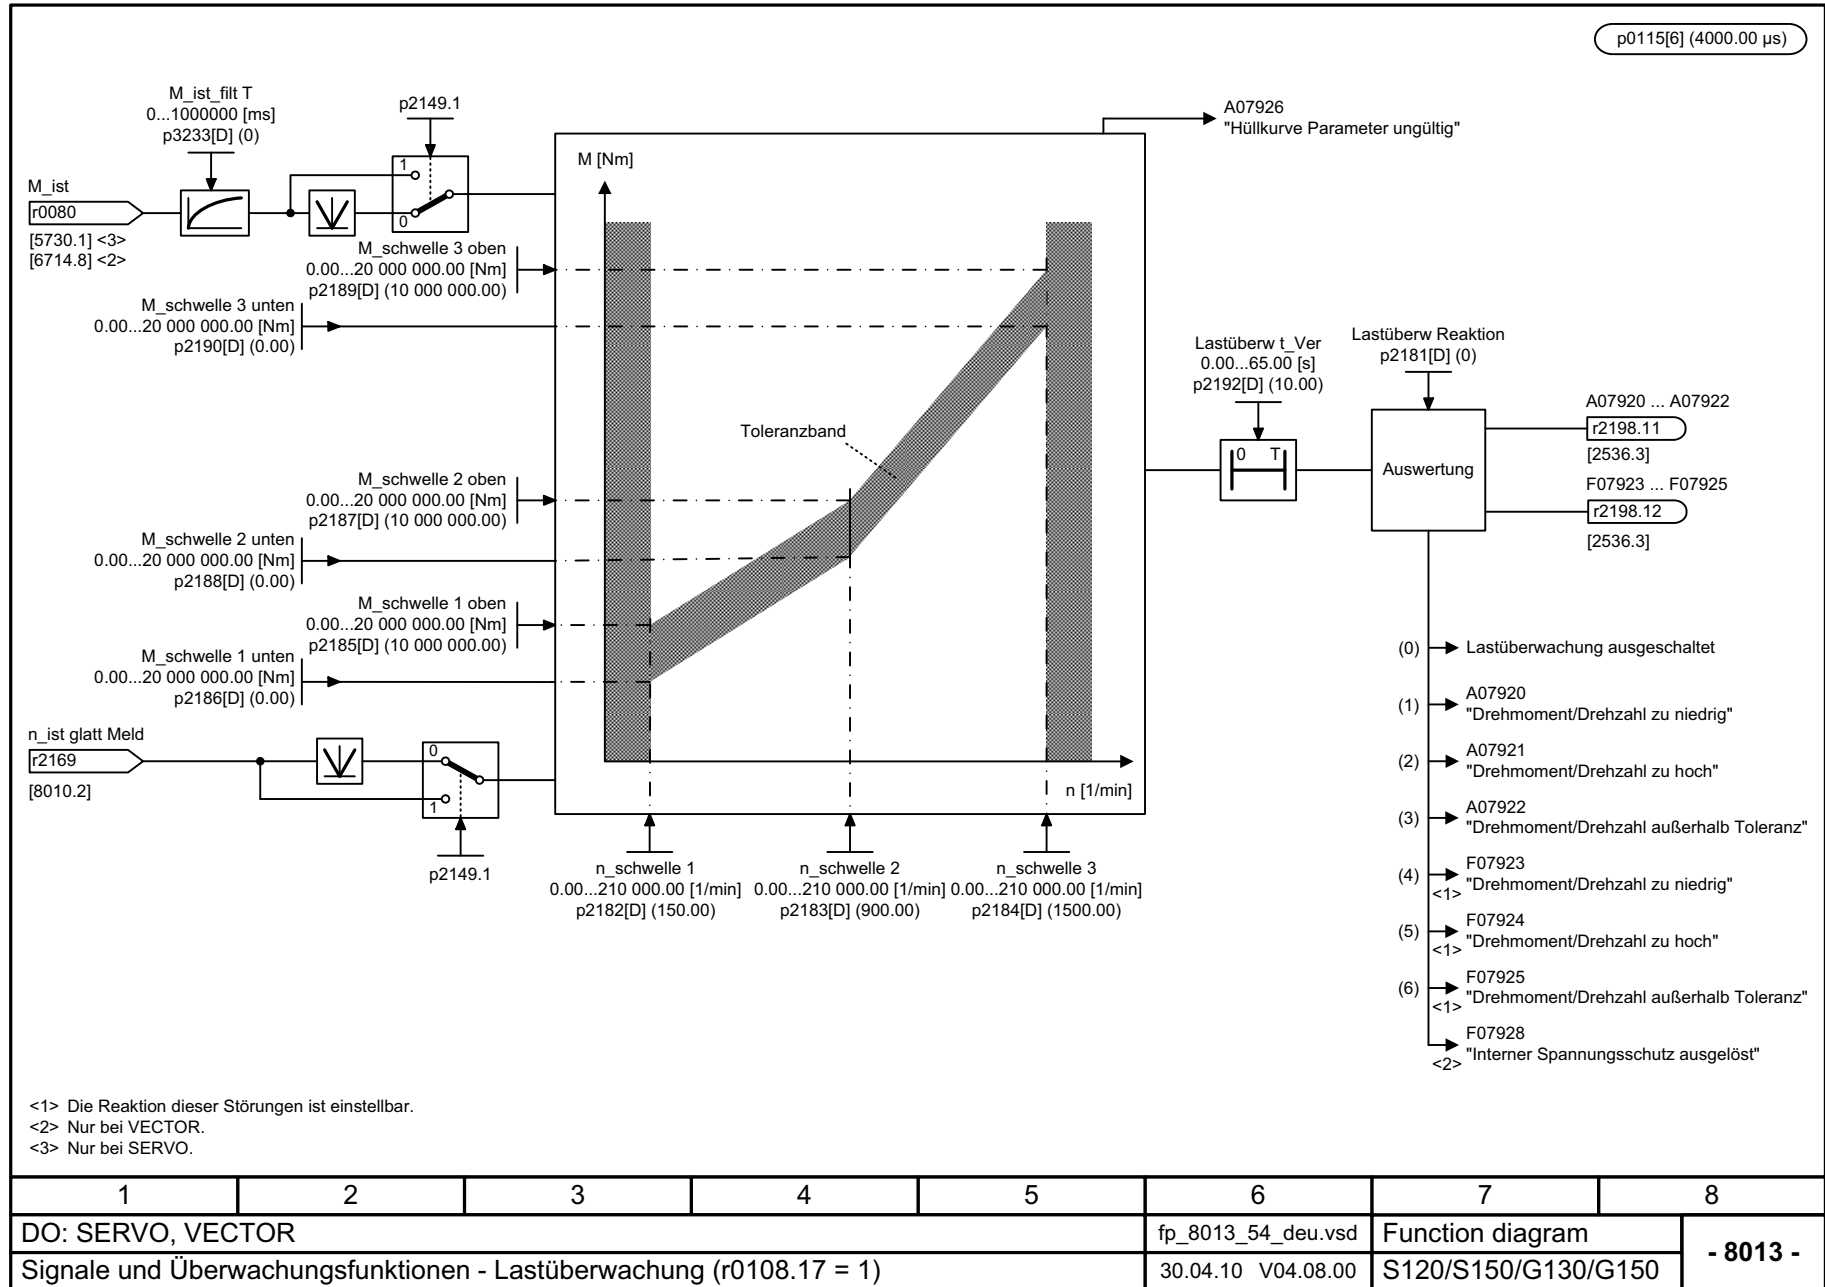 p0115[6] (4000.00 µs)
M_ist_filt T
0...1000000 [ms]
p3233[D] (0)
p2149.1
1
0
M_ist
r0080
[5730.1] <3>
[6714.8] <2>
A07926
"Hüllkurve Parameter ungültig"
M [Nm]
M_schwelle 3 oben
0.00...20 000 000.00 [Nm]
p2189[D] (10 000 000.00)
M_schwelle 3 unten
0.00...20 000 000.00 [Nm]
p2190[D] (0.00)
Toleranzband
M_schwelle 2 oben
0.00...20 000 000.00 [Nm]
p2187[D] (10 000 000.00)
M_schwelle 2 unten
0.00...20 000 000.00 [Nm]
p2188[D] (0.00)
M_schwelle 1 oben
0.00...20 000 000.00 [Nm]
p2185[D] (10 000 000.00)
M_schwelle 1 unten
0.00...20 000 000.00 [Nm]
p2186[D] (0.00)
n_ist glatt Meld
r2169
[8010.2]
0
1
p2149.1
n [1/min]
n_schwelle 1
0.00...210 000.00 [1/min]
p2182[D] (150.00)
n_schwelle 2
0.00...210 000.00 [1/min]
p2183[D] (900.00)
n_schwelle 3
0.00...210 000.00 [1/min]
p2184[D] (1500.00)
Lastüberw t_Ver
0.00...65.00 [s]
p2192[D] (10.00)
0 T
Lastüberw Reaktion
p2181[D] (0)
Auswertung
A07920 ... A07922
r2198.11
[2536.3]
F07923 ... F07925
r2198.12
[2536.3]
(0) Lastüberwachung ausgeschaltet
(1) A07920
"Drehmoment/Drehzahl zu niedrig"
(2) A07921
"Drehmoment/Drehzahl zu hoch"
(3) A07922
"Drehmoment/Drehzahl außerhalb Toleranz"
(4) F07923
<1> "Drehmoment/Drehzahl zu niedrig"
(5) F07924
<1> "Drehmoment/Drehzahl zu hoch"
(6) F07925
<1> "Drehmoment/Drehzahl außerhalb Toleranz"
F07928
<2> "Interner Spannungsschutz ausgelöst"
<1> Die Reaktion dieser Störungen ist einstellbar.
<2> Nur bei VECTOR.
<3> Nur bei SERVO.
1 2 3 4 5 6 7 8
DO: SERVO, VECTOR
fp_8013_54_deu.vsd
Function diagram
- 8013 -
Signale und Überwachungsfunktionen - Lastüberwachung (r0108.17 = 1)
30.04.10 V04.08.00
S120/S150/G130/G150